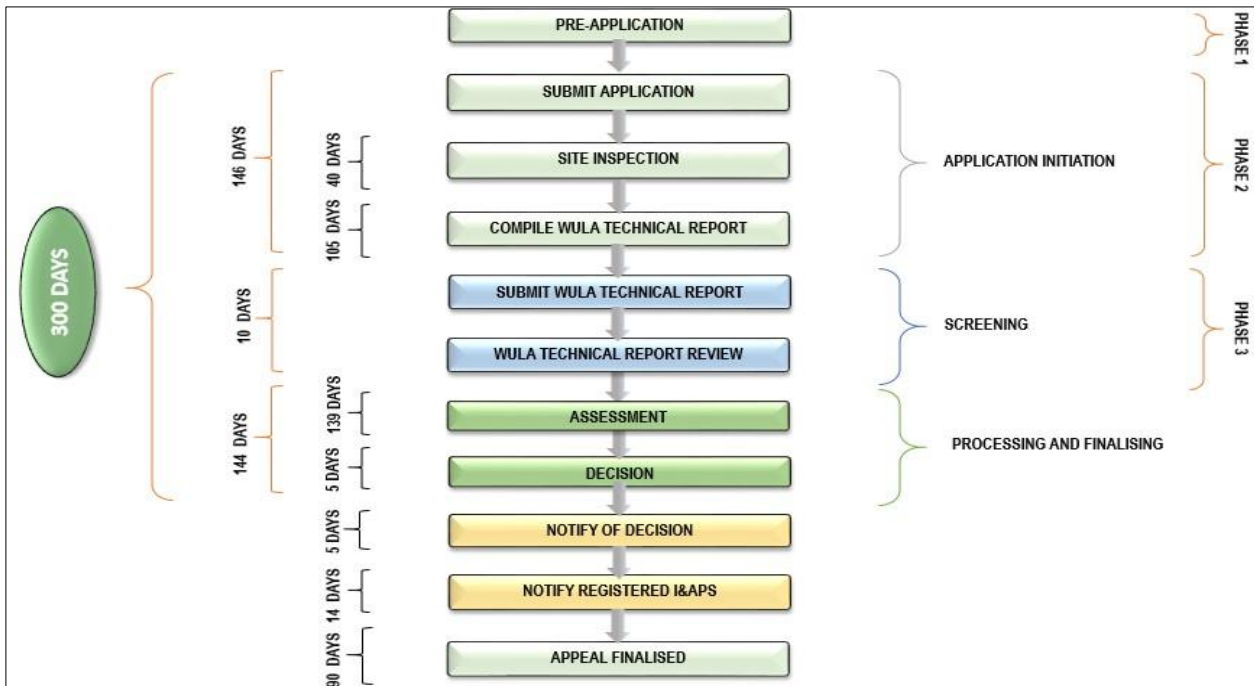 PRE-APPLICATION
PHASE 1
SUBMIT APPLICATION
146 DAYS
40 DAYS
SITE INSPECTION
APPLICATION INITIATION
PHASE 2
105 DAYS
COMPILE WULA TECHNICAL REPORT
300 DAYS
10 DAYS
SUBMIT WULA TECHNICAL REPORT
SCREENING
PHASE 3
WULA TECHNICAL REPORT REVIEW
144 DAYS
139 DAYS
ASSESSMENT
PROCESSING AND FINALISING
5 DAYS
DECISION
5 DAYS
NOTIFY OF DECISION
14 DAYS
NOTIFY REGISTERED I&APS
90 DAYS
APPEAL FINALISED